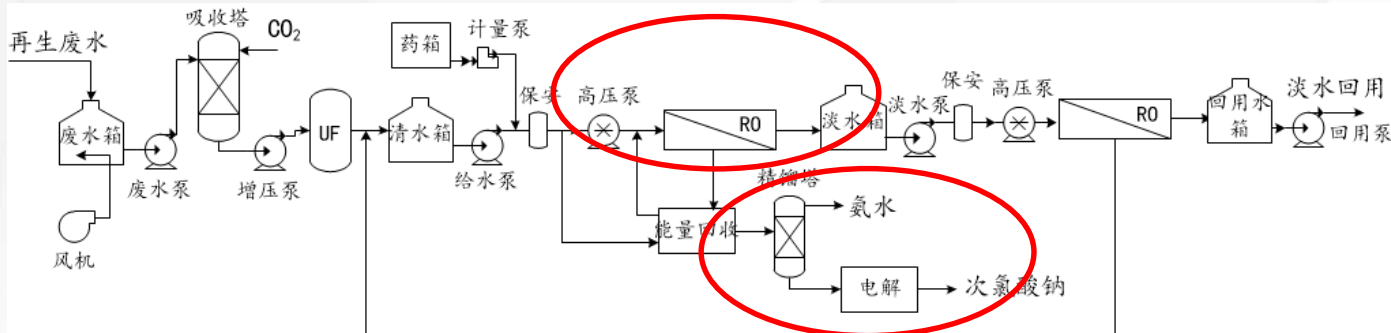 再生废水
吸收塔
CO2
废水箱
废水泵
风机
增压泵
UF
清水箱
药箱
计量泵
给水泵
保安
高压泵
RO
能量回收
精馏塔
氨水
电解
次氯酸钠
淡水箱
淡水泵
保安
高压泵
RO
回用水
箱
淡水回用
回用泵